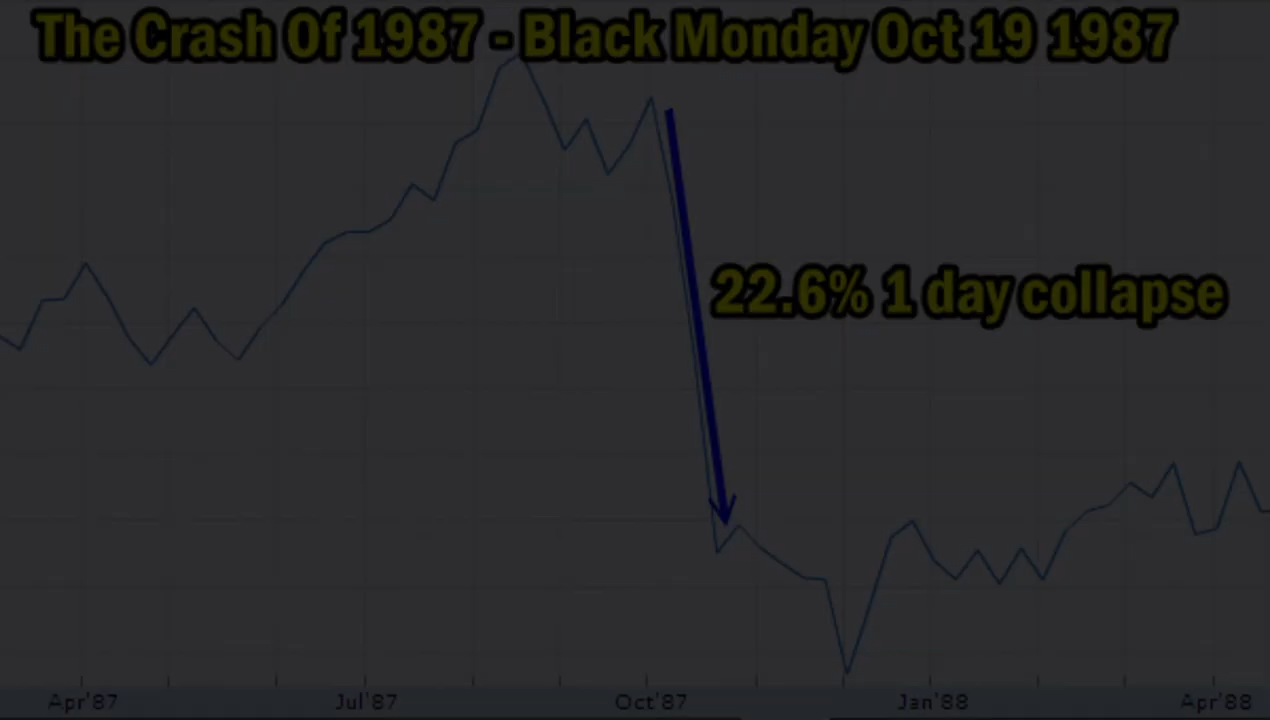 The Crash Of 1987 - Black Monday Oct 19 1987
22.6% 1 day collapse
Apr'87 Jul'87 Oct'87 Jan'88 Apr'88